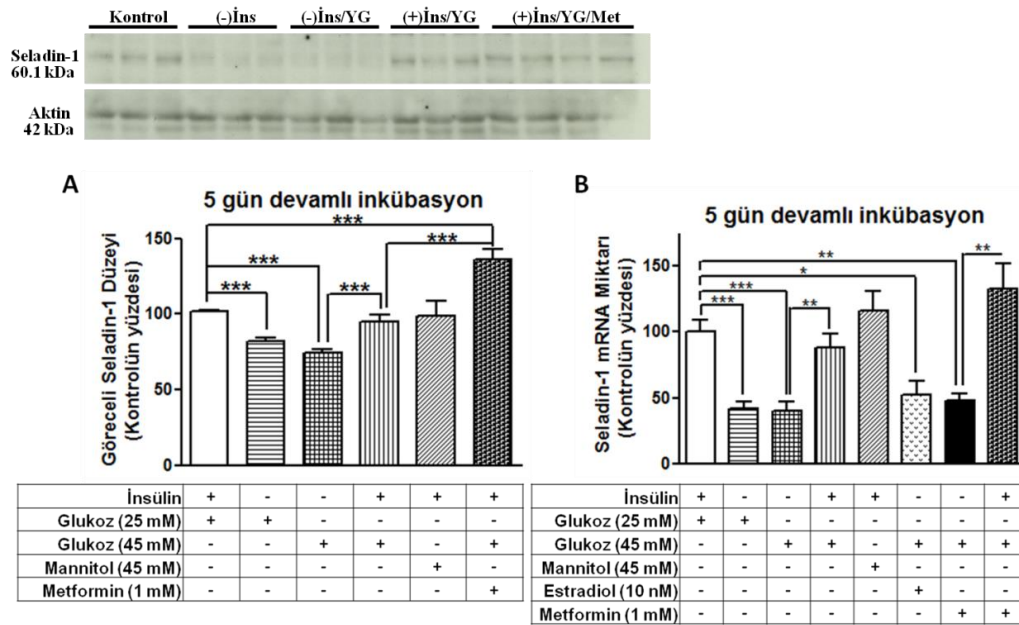 Kontrol (-)İns (-)İns/YG (+)İns/YG (+)İns/YG/Met
Seladin-1
60.1 kDa
Aktin
42 kDa
A
5 gün devamlı inkübasyon
Göreceli Seladin-1 Düzeyi
(Kontrolün yüzdesi)
150
100
50
0
*** *** *** *** ***
İnsülin + - - + + +
Glukoz (25 mM) + + - - - -
Glukoz (45 mM) - - + + - +
Mannitol (45 mM) - - - - + -
Metformin (1 mM) - - - - - +
B
5 gün devamlı inkübasyon
Seladin-1 mRNA Miktarı
(Kontrolün yüzdesi)
150
100
50
0
** ** * *** ** ***
İnsülin + - - + + - - +
Glukoz (25 mM) + + - - - - - -
Glukoz (45 mM) - - + + - + + +
Mannitol (45 mM) - - - - + - - -
Estradiol (10 nM) - - - - - + - -
Metformin (1 mM) - - - - - - + +